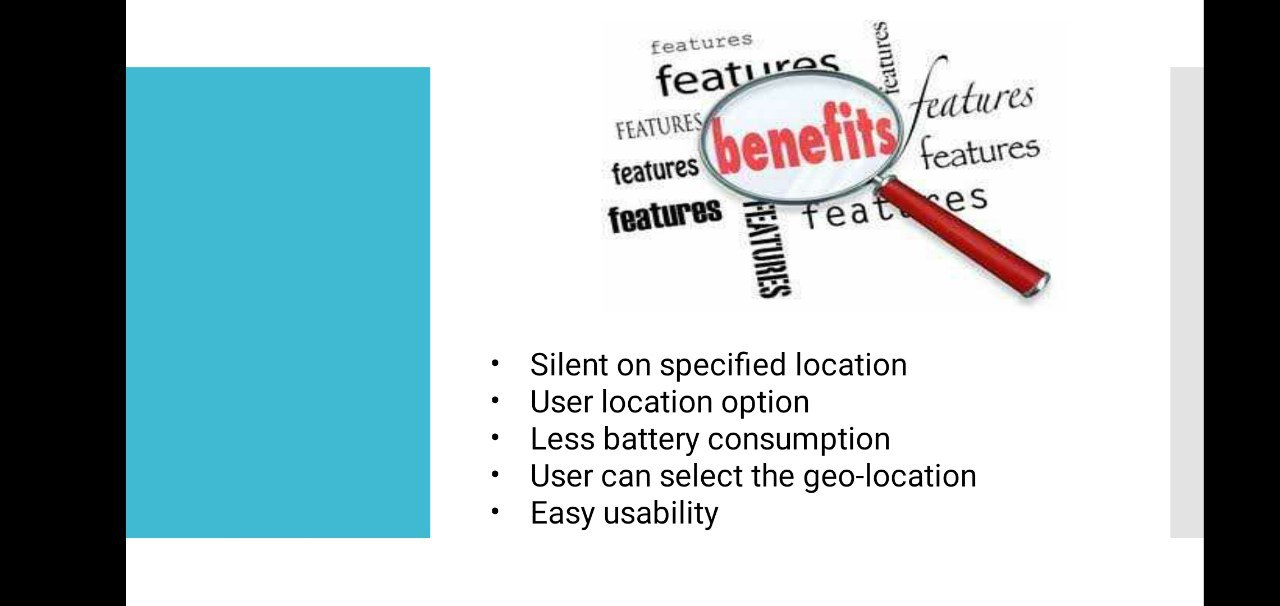 features
features
features
features
FEATURES
benefits
features
features
features
features
FEATURES
• Silent on specified location
• User location option
• Less battery consumption
• User can select the geo-location
• Easy usability